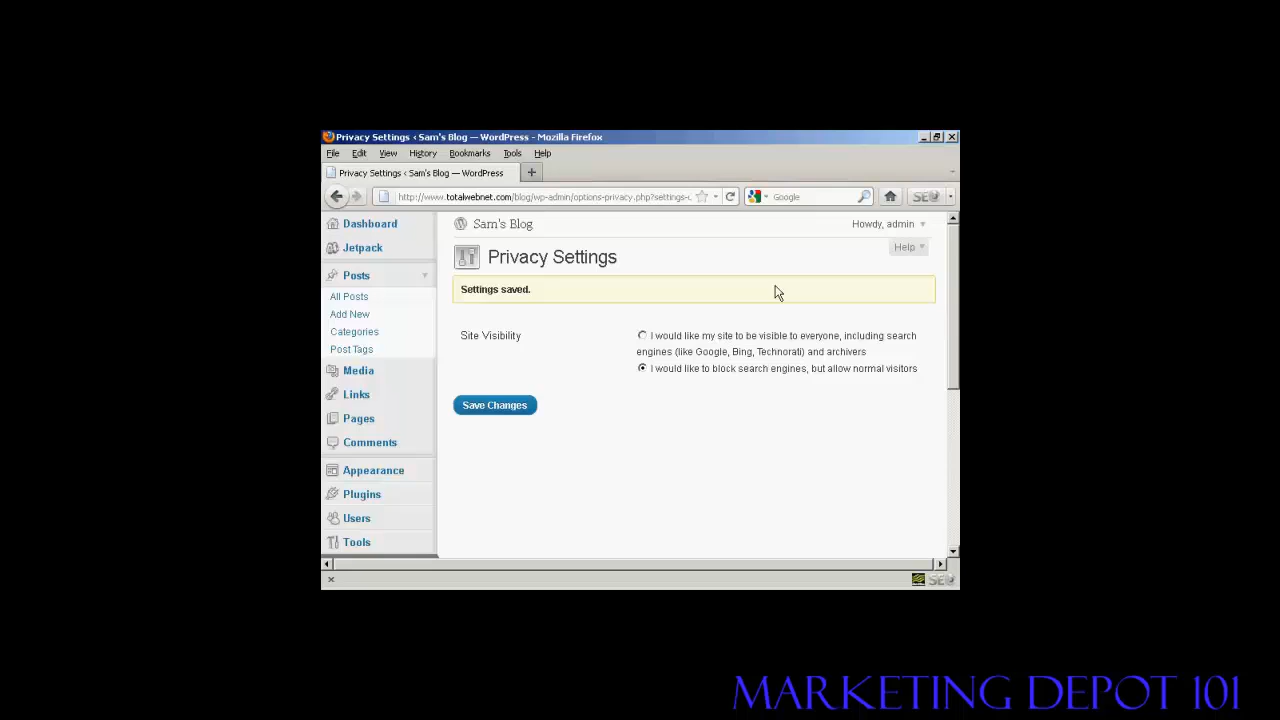 Privacy Settings ‹ Sam's Blog — WordPress - Mozilla Firefox
File Edit View History Bookmarks Tools Help
Privacy Settings ‹ Sam's Blog — WordPress +
http://www.totalwebnet.com/blog/wp-admin/options-privacy.php?settings-u Google SEO
Dashboard
Jetpack
Posts
All Posts
Add New
Categories
Post Tags
Media
Links
Pages
Comments
Appearance
Plugins
Users
Tools
Sam's Blog Howdy, admin
Help
Privacy Settings
Settings saved.
Site Visibility
I would like my site to be visible to everyone, including search
engines (like Google, Bing, Technorati) and archivers
I would like to block search engines, but allow normal visitors
Save Changes
SEO
MARKETING DEPOT 101